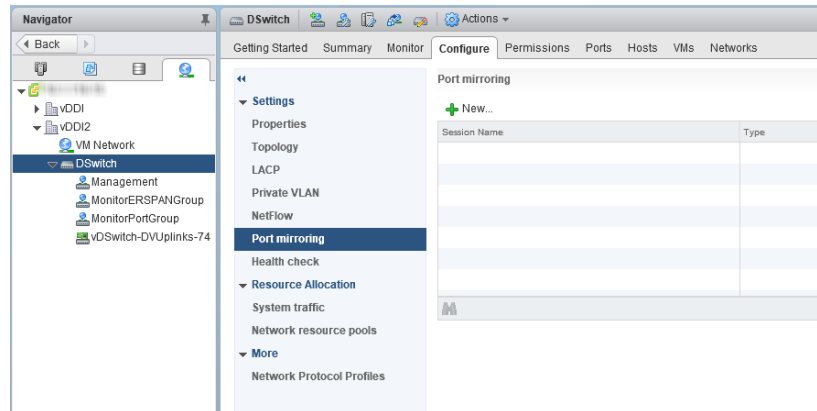 Navigator
Back
vDDI
vDDI2
VM Network
DSwitch
Management
MonitorERSPANGroup
MonitorPortGroup
vDSwitch-DVUplinks-74
DSwitch Actions
Getting Started Summary Monitor Configure Permissions Ports Hosts VMs Networks
Settings
Properties
Topology
LACP
Private VLAN
NetFlow
Port mirroring
Health check
Resource Allocation
System traffic
Network resource pools
More
Network Protocol Profiles
Port mirroring
New...
Session Name Type